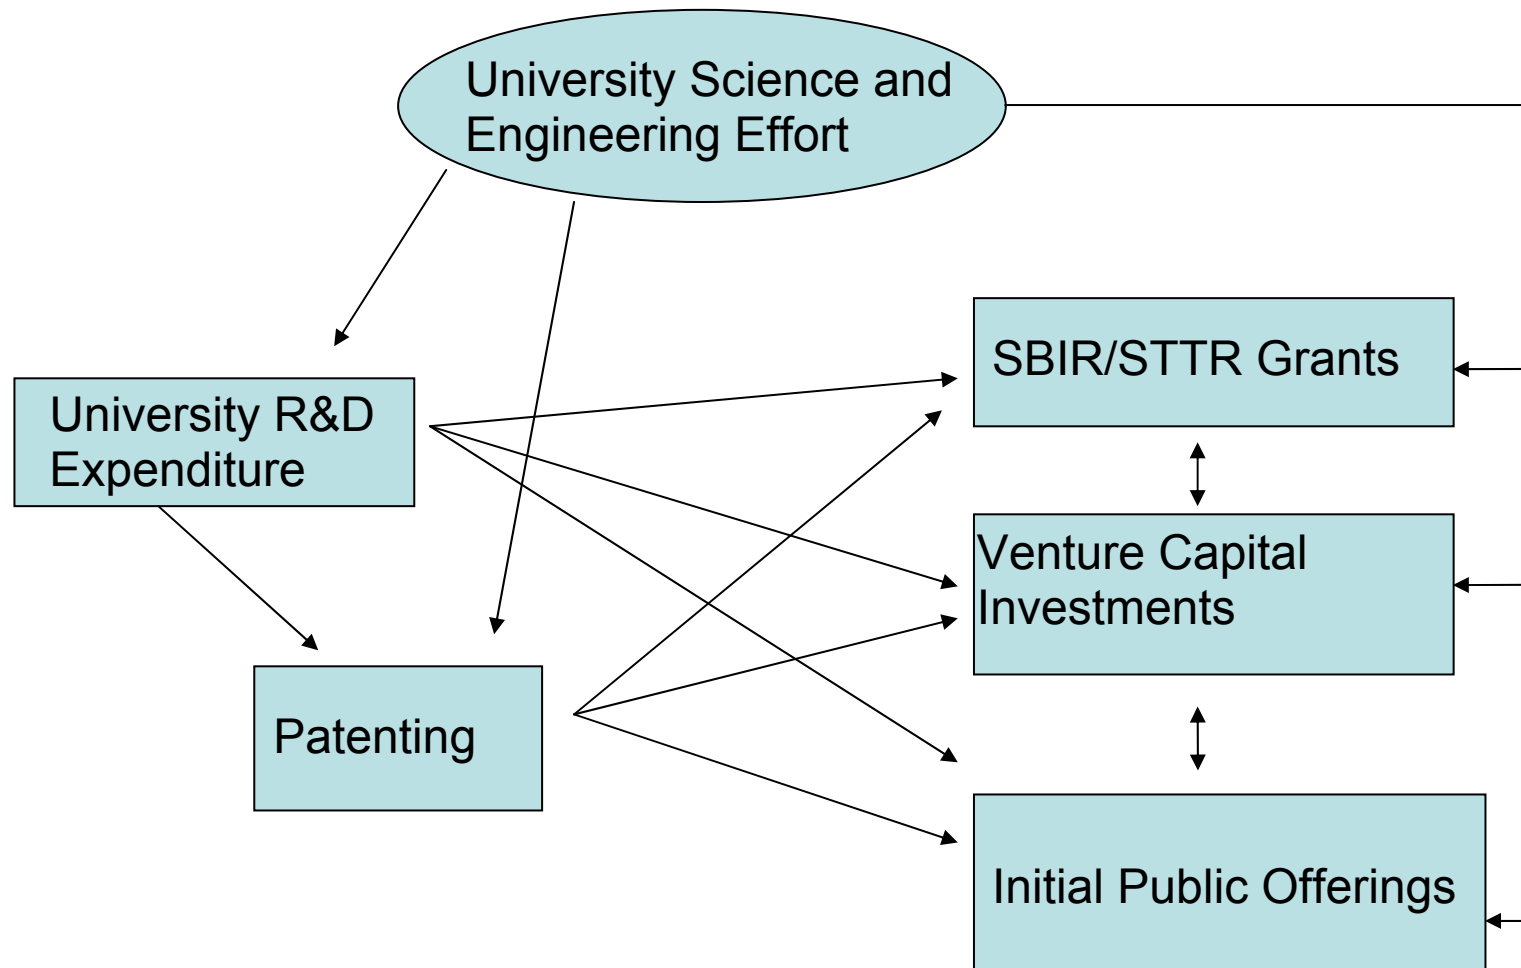 University Science and
Engineering Effort
SBIR/STTR Grants
University R&D
Expenditure
Venture Capital
Investments
Patenting
Initial Public Offerings